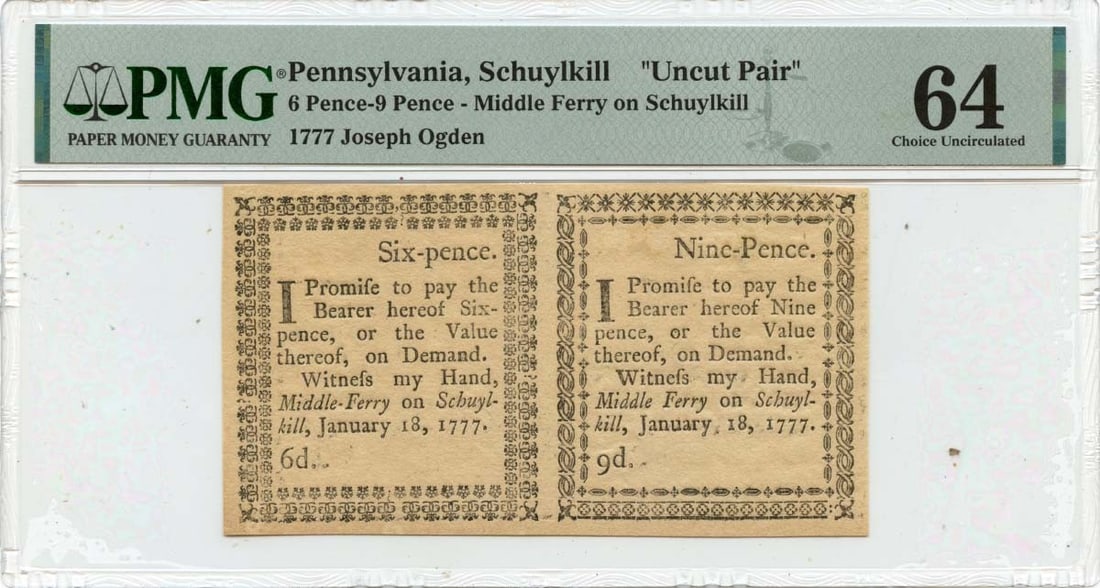 PMG®
PAPER MONEY GUARANTY
Pennsylvania, Schuylkill "Uncut Pair"
6 Pence-9 Pence - Middle Ferry on Schuylkill
1777 Joseph Ogden
64
Choice Uncirculated
Six-pence.
I Promiſe to pay the
Bearer hereof Six-
pence, or the Value
thereof, on Demand.
Witneſs my Hand,
Middle-Ferry on Schuyl-
kill, January 18, 1777.
6d.
Nine-Pence.
I Promiſe to pay the
Bearer hereof Nine
pence, or the Value
thereof, on Demand.
Witneſs my Hand,
Middle Ferry on Schuyl-
kill, January 18, 1777.
9d.